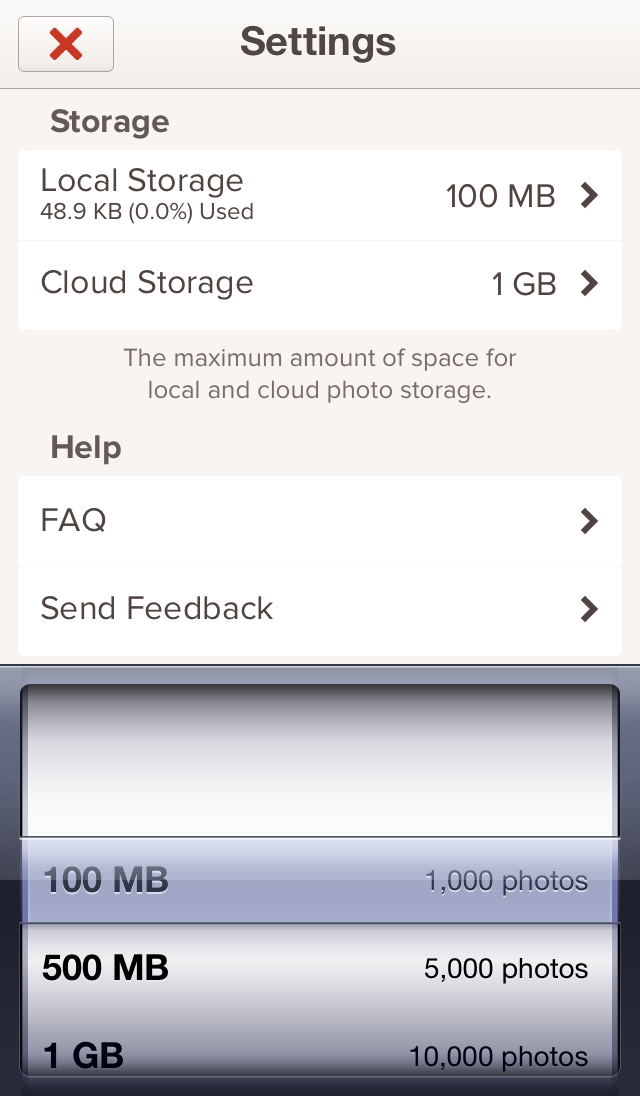 Settings
Storage
Local Storage
48.9 KB (0.0%) Used
100 MB
Cloud Storage
1 GB
The maximum amount of space for
local and cloud photo storage.
Help
FAQ
Send Feedback
100 MB 1,000 photos
500 MB 5,000 photos
1 GB 10,000 photos